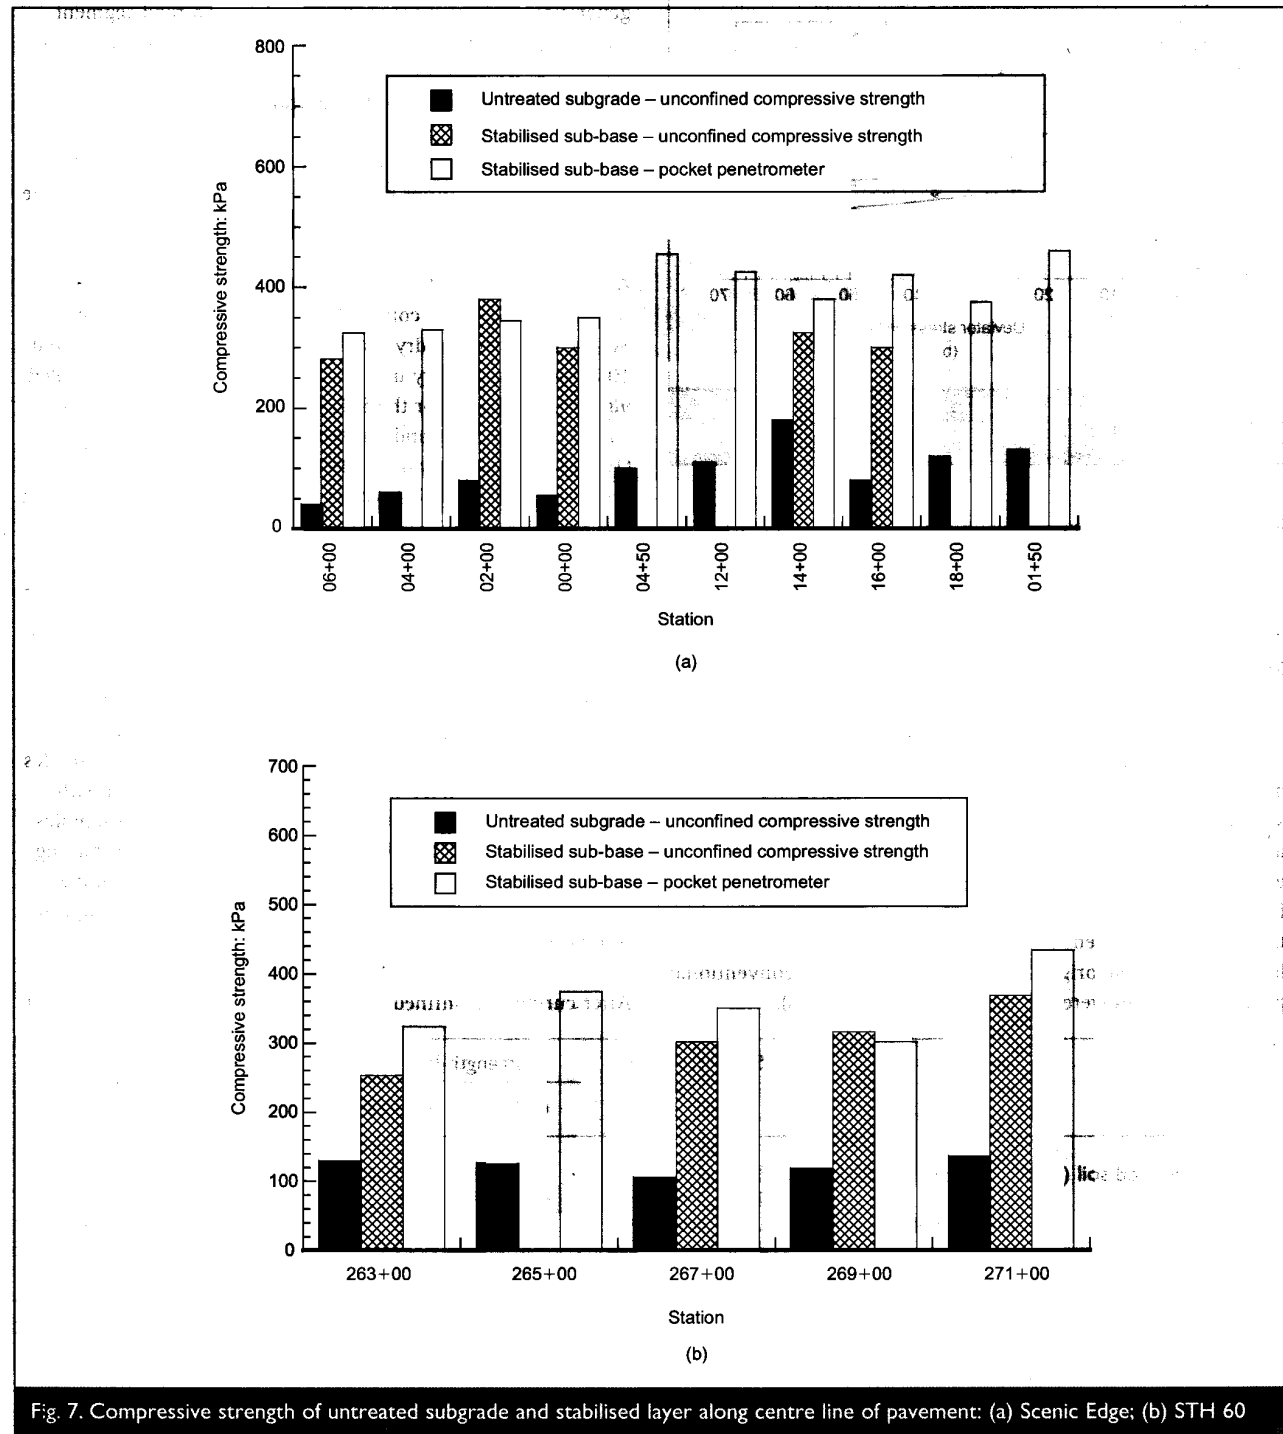 800
600
400
200
0
Compressive strength: kPa
Untreated subgrade – unconfined compressive strength
Stabilised sub-base – unconfined compressive strength
Stabilised sub-base – pocket penetrometer
06+00 04+00 02+00 00+00 04+50 12+00 14+00 16+00 18+00 01+50
Station
(a)
700
600
500
400
300
200
100
0
Compressive strength: kPa
Untreated subgrade – unconfined compressive strength
Stabilised sub-base – unconfined compressive strength
Stabilised sub-base – pocket penetrometer
263+00 265+00 267+00 269+00 271+00
Station
(b)
Fig. 7. Compressive strength of untreated subgrade and stabilised layer along centre line of pavement: (a) Scenic Edge; (b) STH 60